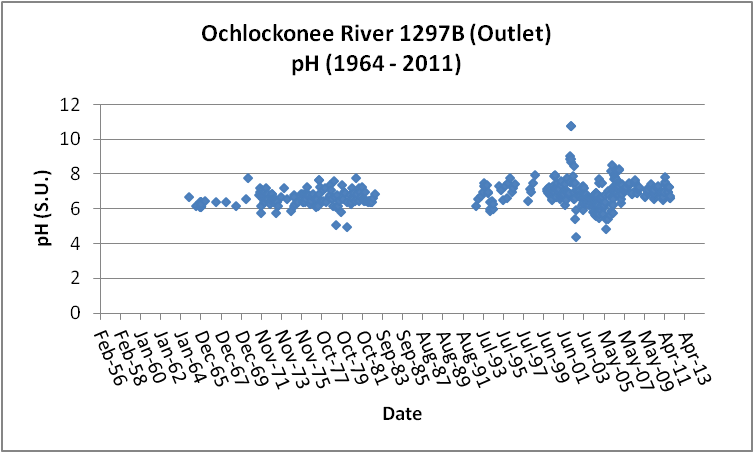 Ochlockonee River 1297B (Outlet)
pH (1964 - 2011)
pH (S.U.)
12
10
8
6
4
2
0
Feb-56
Feb-58
Jan-60
Jan-62
Jan-64
Dec-65
Dec-67
Dec-69
Nov-71
Nov-73
Nov-75
Oct-77
Oct-79
Oct-81
Sep-83
Sep-85
Aug-87
Aug-89
Aug-91
Jul-93
Jul-95
Jul-97
Jun-99
Jun-01
Jun-03
May-05
May-07
May-09
Apr-11
Apr-13
Date